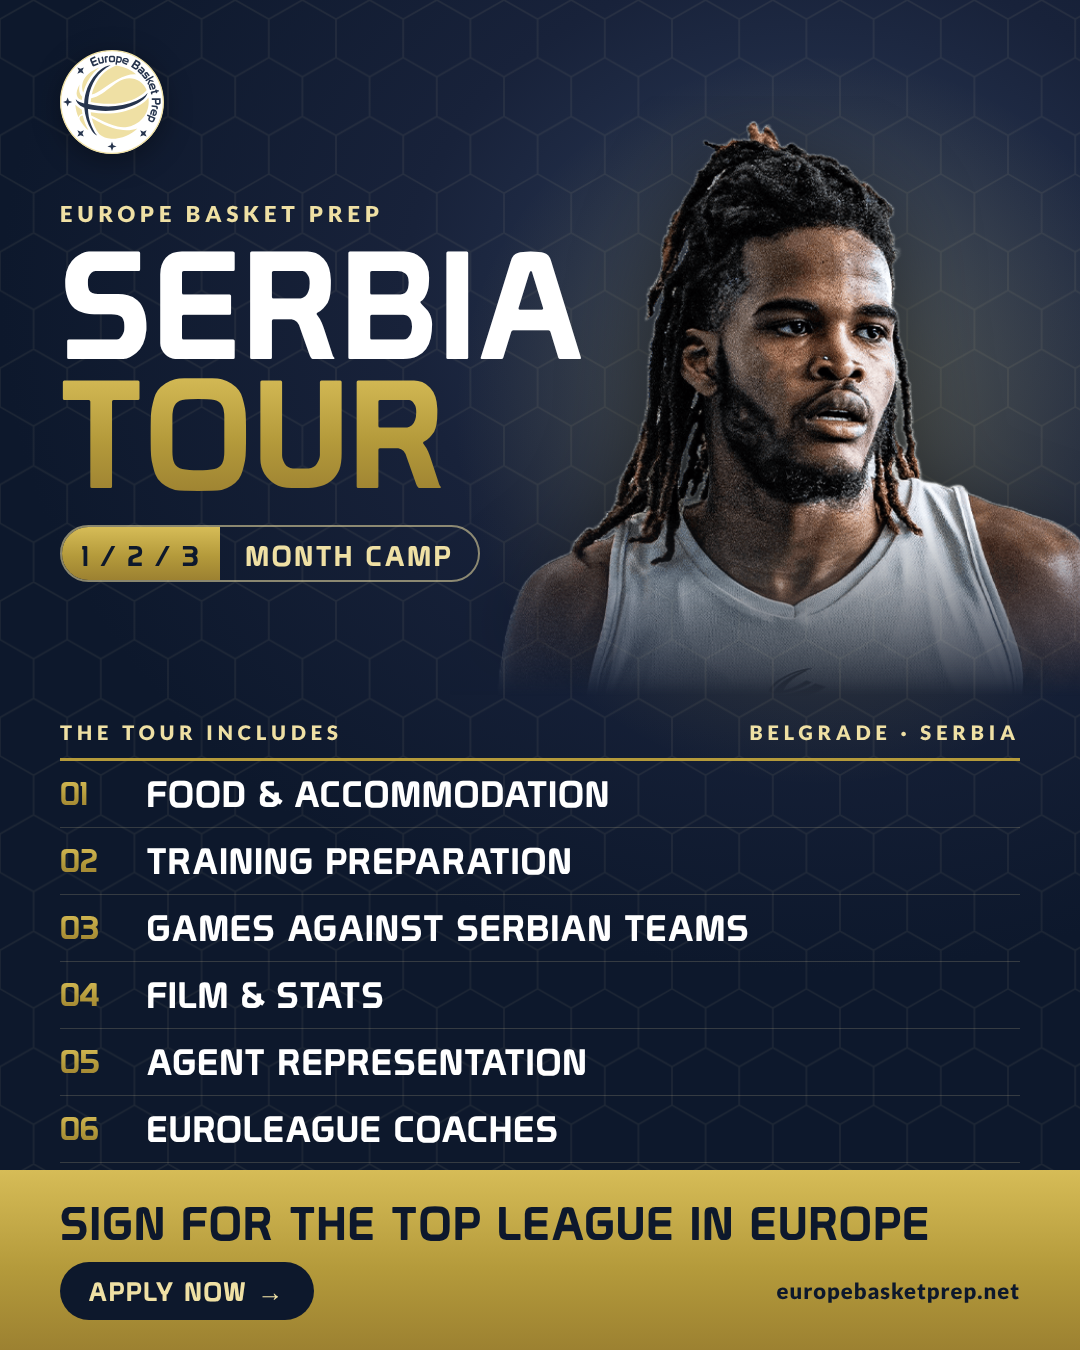 Europe Basket Prep
EUROPE BASKET PREP
SERBIA
TOUR
1 / 2 / 3 MONTH CAMP
THE TOUR INCLUDES BELGRADE · SERBIA
01 FOOD & ACCOMMODATION
02 TRAINING PREPARATION
03 GAMES AGAINST SERBIAN TEAMS
04 FILM & STATS
05 AGENT REPRESENTATION
06 EUROLEAGUE COACHES
SIGN FOR THE TOP LEAGUE IN EUROPE
APPLY NOW → europebasketprep.net